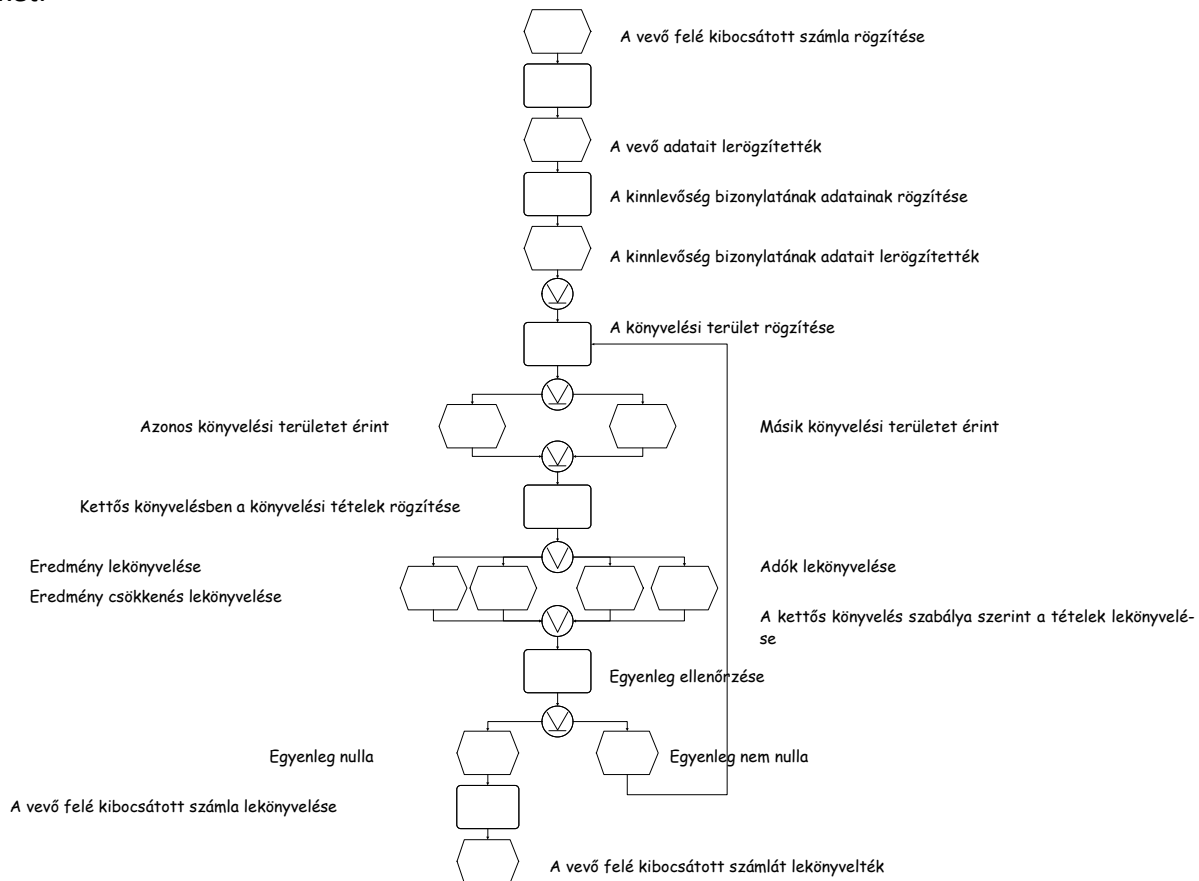 A vevő felé kibocsátott számla rögzítése
A vevő adatait lerögzítették
A kinnlevőség bizonylatának adatainak rögzítése
A kinnlevőség bizonylatának adatait lerögzítették
A könyvelési terület rögzítése
Azonos könyvelési területet érint
Másik könyvelési területet érint
Kettős könyvelésben a könyvelési tételek rögzítése
Eredmény lekönyvelése
Adók lekönyvelése
Eredmény csökkenés lekönyvelése
A kettős könyvelés szabálya szerint a tételek lekönyvelé-
se
Egyenleg ellenőrzése
Egyenleg nulla
Egyenleg nem nulla
A vevő felé kibocsátott számla lekönyvelése
A vevő felé kibocsátott számlát lekönyvelték